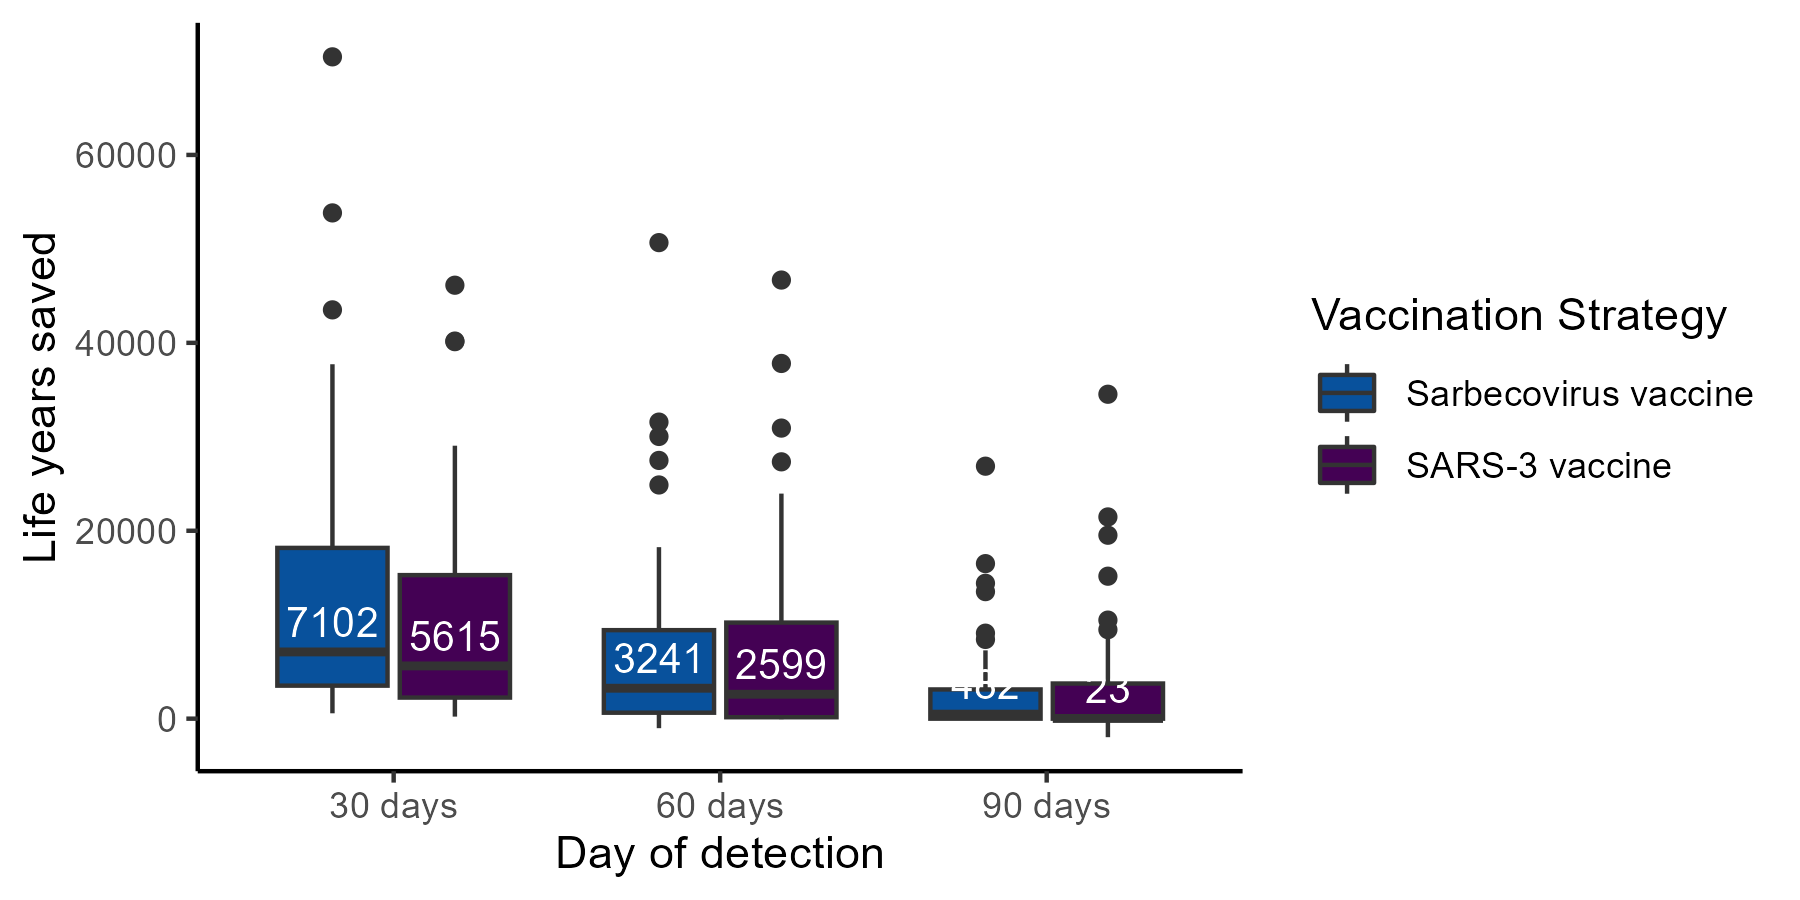 60000
40000
20000
0
Life years saved
7102
5615
3241
2599
482
23
30 days
60 days
90 days
Day of detection
Vaccination Strategy
Sarbecovirus vaccine
SARS-3 vaccine